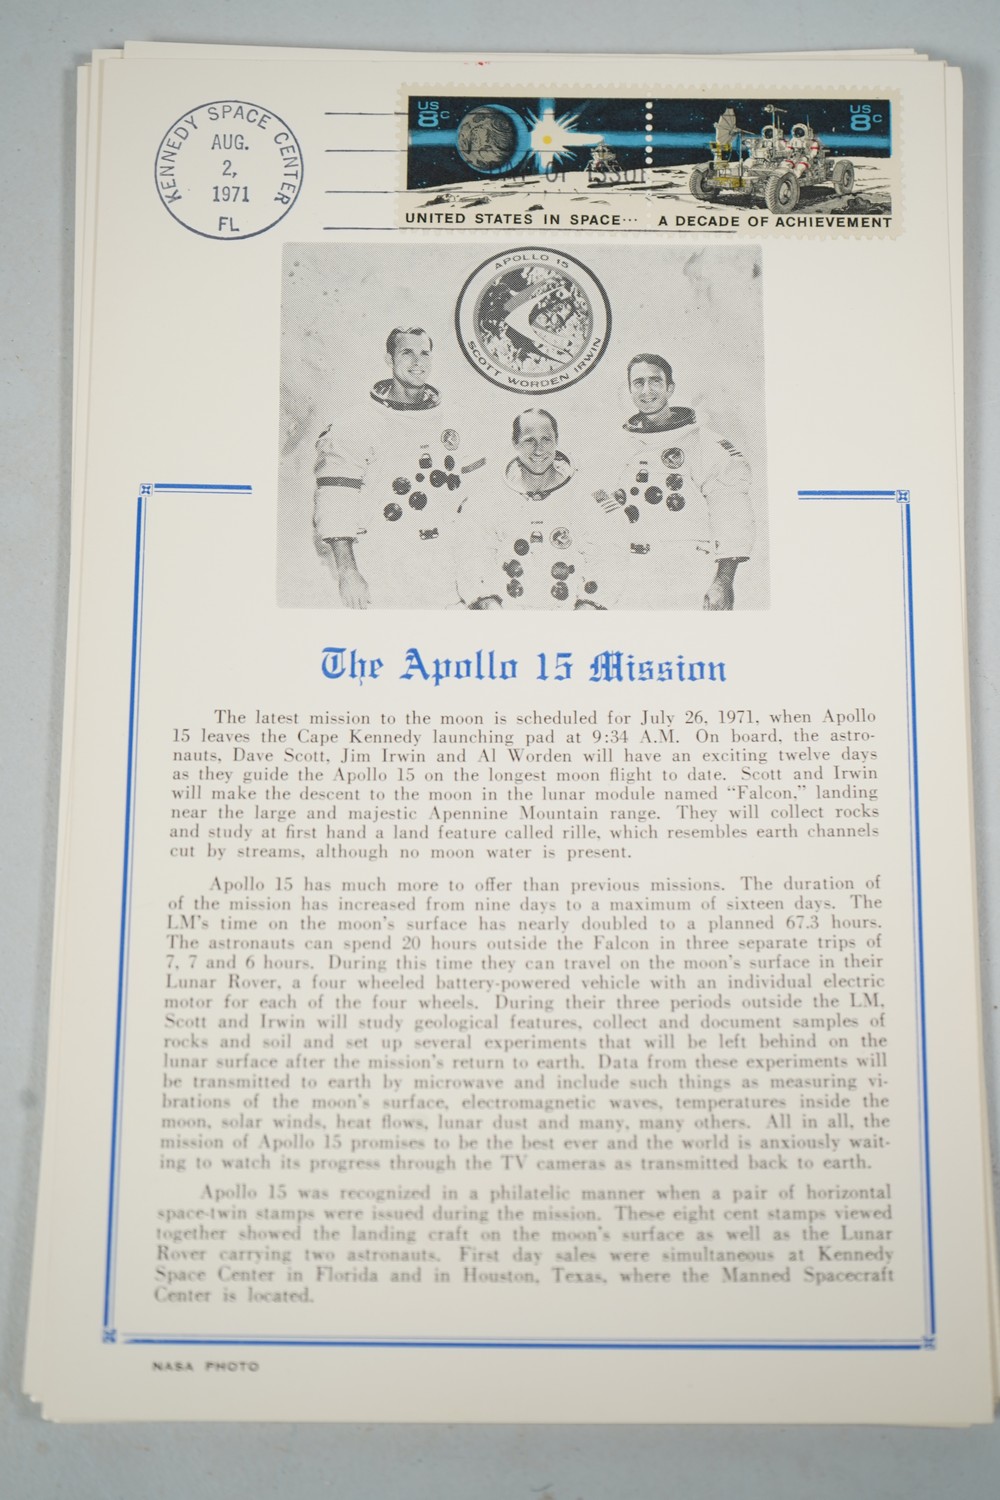 KENNEDY SPACE CENTER
AUG.
2,
1971
FL
US
8c
US
8c
DAY OF ISSUE
UNITED STATES IN SPACE...
A DECADE OF ACHIEVEMENT
APOLLO 15
SCOTT WORDEN IRWIN
The Apollo 15 Mission
The latest mission to the moon is scheduled for July 26, 1971, when Apollo
15 leaves the Cape Kennedy launching pad at 9:34 A.M. On board, the astro-
nauts, Dave Scott, Jim Irwin and Al Worden will have an exciting twelve days
as they guide the Apollo 15 on the longest moon flight to date. Scott and Irwin
will make the descent to the moon in the lunar module named “Falcon,” landing
near the large and majestic Apennine Mountain range. They will collect rocks
and study at first hand a land feature called rille, which resembles earth channels
cut by streams, although no moon water is present.
Apollo 15 has much more to offer than previous missions. The duration of
of the mission has increased from nine days to a maximum of sixteen days. The
LM's time on the moon's surface has nearly doubled to a planned 67.3 hours.
The astronauts can spend 20 hours outside the Falcon in three separate trips of
7, 7 and 6 hours. During this time they can travel on the moon's surface in their
Lunar Rover, a four wheeled battery-powered vehicle with an individual electric
motor for each of the four wheels. During their three periods outside the LM,
Scott and Irwin will study geological features, collect and document samples of
rocks and soil and set up several experiments that will be left behind on the
lunar surface after the mission's return to earth. Data from these experiments will
be transmitted to earth by microwave and include such things as measuring vi-
brations of the moon's surface, electromagnetic waves, temperatures inside the
moon, solar winds, heat flows, lunar dust and many, many others. All in all, the
mission of Apollo 15 promises to be the best ever and the world is anxiously wait-
ing to watch its progress through the TV cameras as transmitted back to earth.
Apollo 15 was recognized in a philatelic manner when a pair of horizontal
space-twin stamps were issued during the mission. These eight cent stamps viewed
together showed the landing craft on the moon's surface as well as the Lunar
Rover carrying two astronauts. First day sales were simultaneous at Kennedy
Space Center in Florida and in Houston, Texas, where the Manned Spacecraft
Center is located.
NASA PHOTO